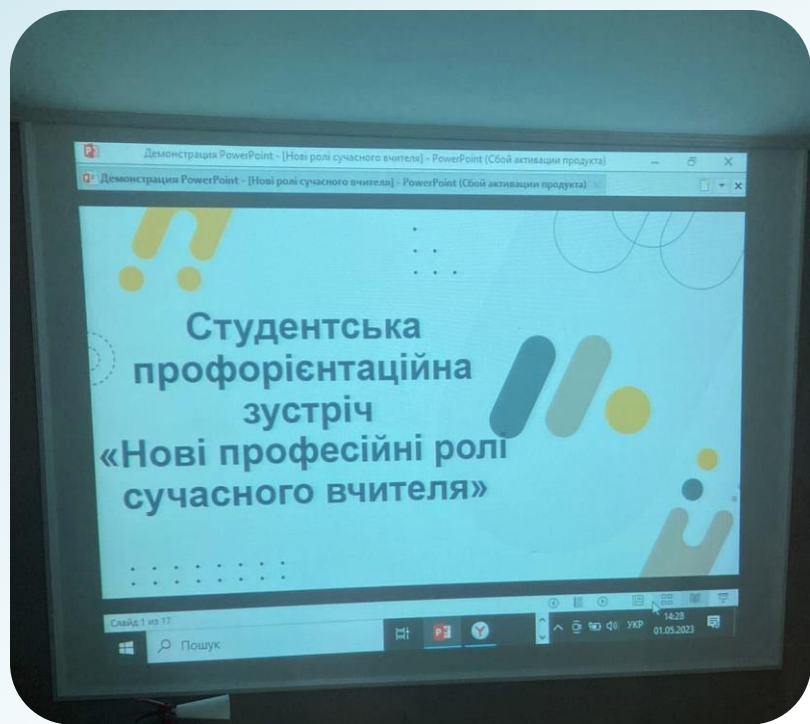 Демонстрация PowerPoint - [Нові ролі сучасного вчителя] - PowerPoint (Сбой активации продукта)
Демонстрация PowerPoint - [Нові ролі сучасного вчителя] - PowerPoint (Сбой активации продукта)
Студентська
профорієнтаційна
зустріч
«Нові професійні ролі
сучасного вчителя»
Слайд 1 из 17
Пошук
УКР
14:28
01.05.2023